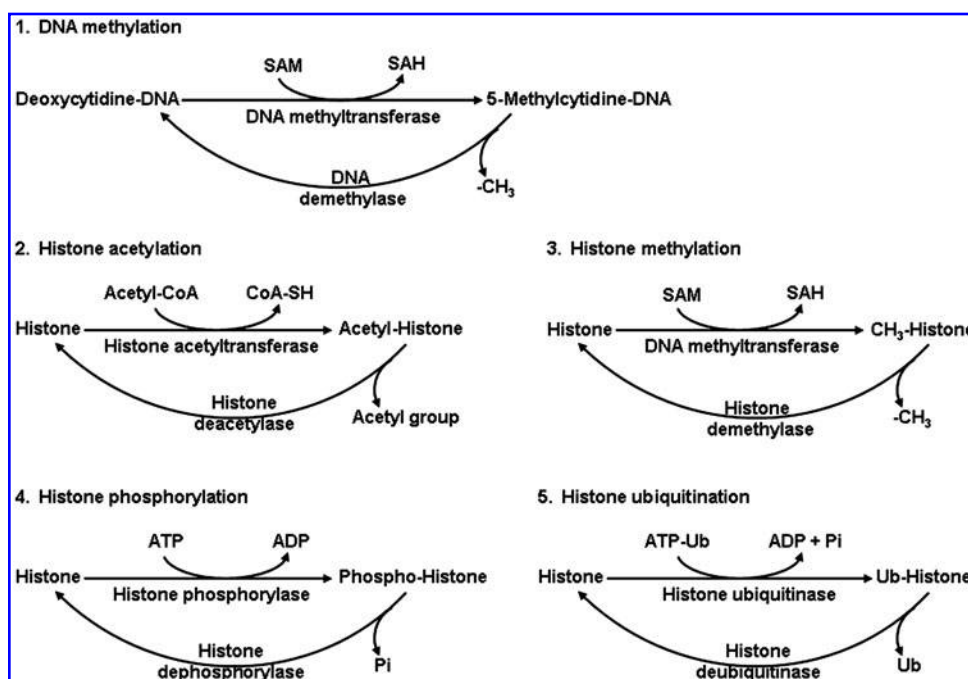 1. DNA methylation
SAM SAH
Deoxycytidine-DNA 5-Methylcytidine-DNA
DNA methyltransferase
DNA
demethylase
-CH₃
2. Histone acetylation
Acetyl-CoA CoA-SH
Histone Acetyl-Histone
Histone acetyltransferase
Histone
deacetylase
Acetyl group
3. Histone methylation
SAM SAH
Histone CH₃-Histone
DNA methyltransferase
Histone
demethylase
-CH₃
4. Histone phosphorylation
ATP ADP
Histone Phospho-Histone
Histone phosphorylase
Histone
dephosphorylase
Pi
5. Histone ubiquitination
ATP-Ub ADP + Pi
Histone Ub-Histone
Histone ubiquitinase
Histone
deubiquitinase
Ub